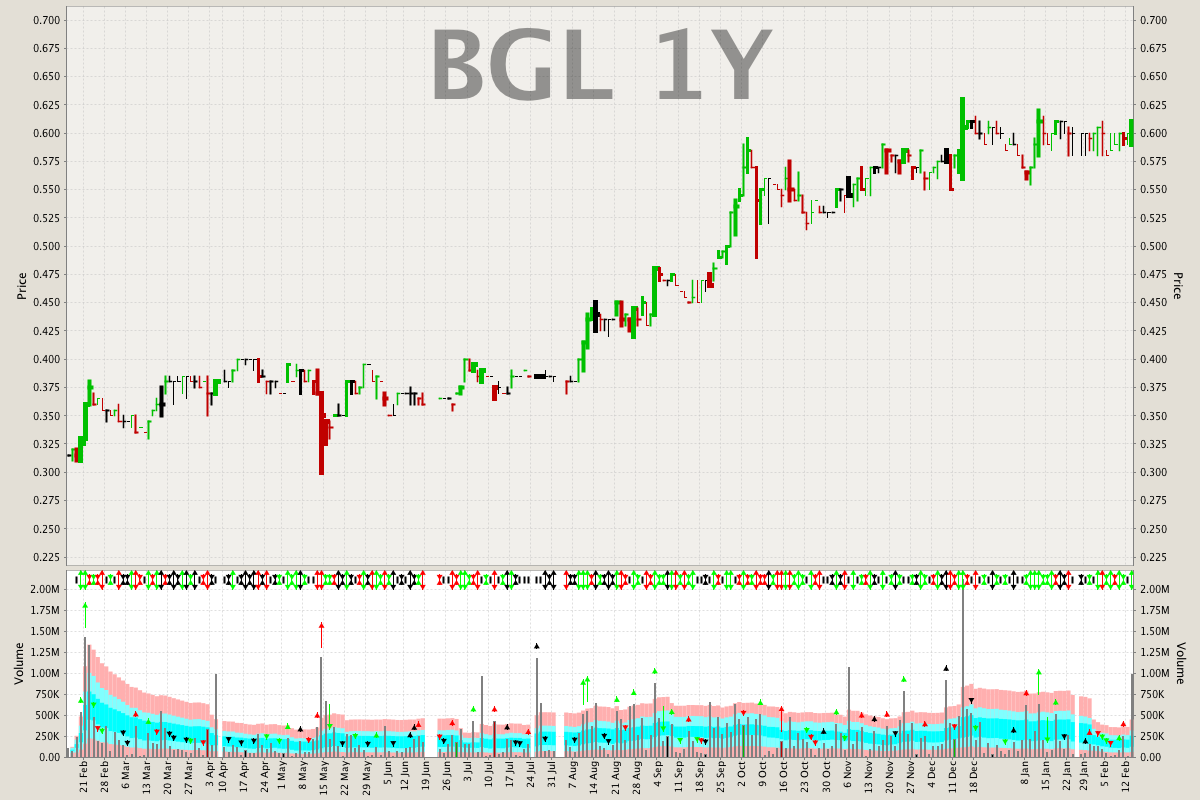 BGL 1Y
0.700 0.700
0.675 0.675
0.650 0.650
0.625 0.625
0.600 0.600
0.575 0.575
0.550 0.550
0.525 0.525
0.500 0.500
0.475 0.475
Price Price
0.450 0.450
0.425 0.425
0.400 0.400
0.375 0.375
0.350 0.350
0.325 0.325
0.300 0.300
0.275 0.275
0.250 0.250
0.225 0.225
2.00M 2.00M
1.75M 1.75M
1.50M 1.50M
1.25M 1.25M
Volume Volume
1.00M 1.00M
750K 750K
500K 500K
250K 250K
0.00 0.00
21 Feb 28 Feb 6 Mar 13 Mar 20 Mar 27 Mar 3 Apr 10 Apr 17 Apr 24 Apr 1 May 8 May 15 May 22 May 29 May 5 Jun 12 Jun 19 Jun 26 Jun 3 Jul 10 Jul 17 Jul 24 Jul 31 Jul 7 Aug 14 Aug 21 Aug 28 Aug 4 Sep 11 Sep 18 Sep 25 Sep 2 Oct 9 Oct 16 Oct 23 Oct 30 Oct 6 Nov 13 Nov 20 Nov 27 Nov 4 Dec 11 Dec 18 Dec 8 Jan 15 Jan 22 Jan 29 Jan 5 Feb 12 Feb